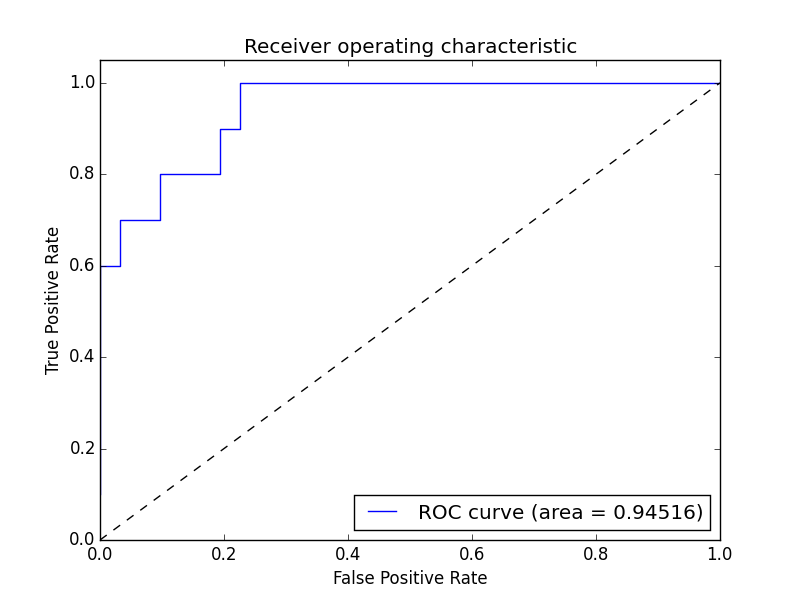 Receiver operating characteristic
1.0
0.8
0.6
0.4
0.2
0.0
True Positive Rate
ROC curve (area = 0.94516)
0.0 0.2 0.4 0.6 0.8 1.0
False Positive Rate